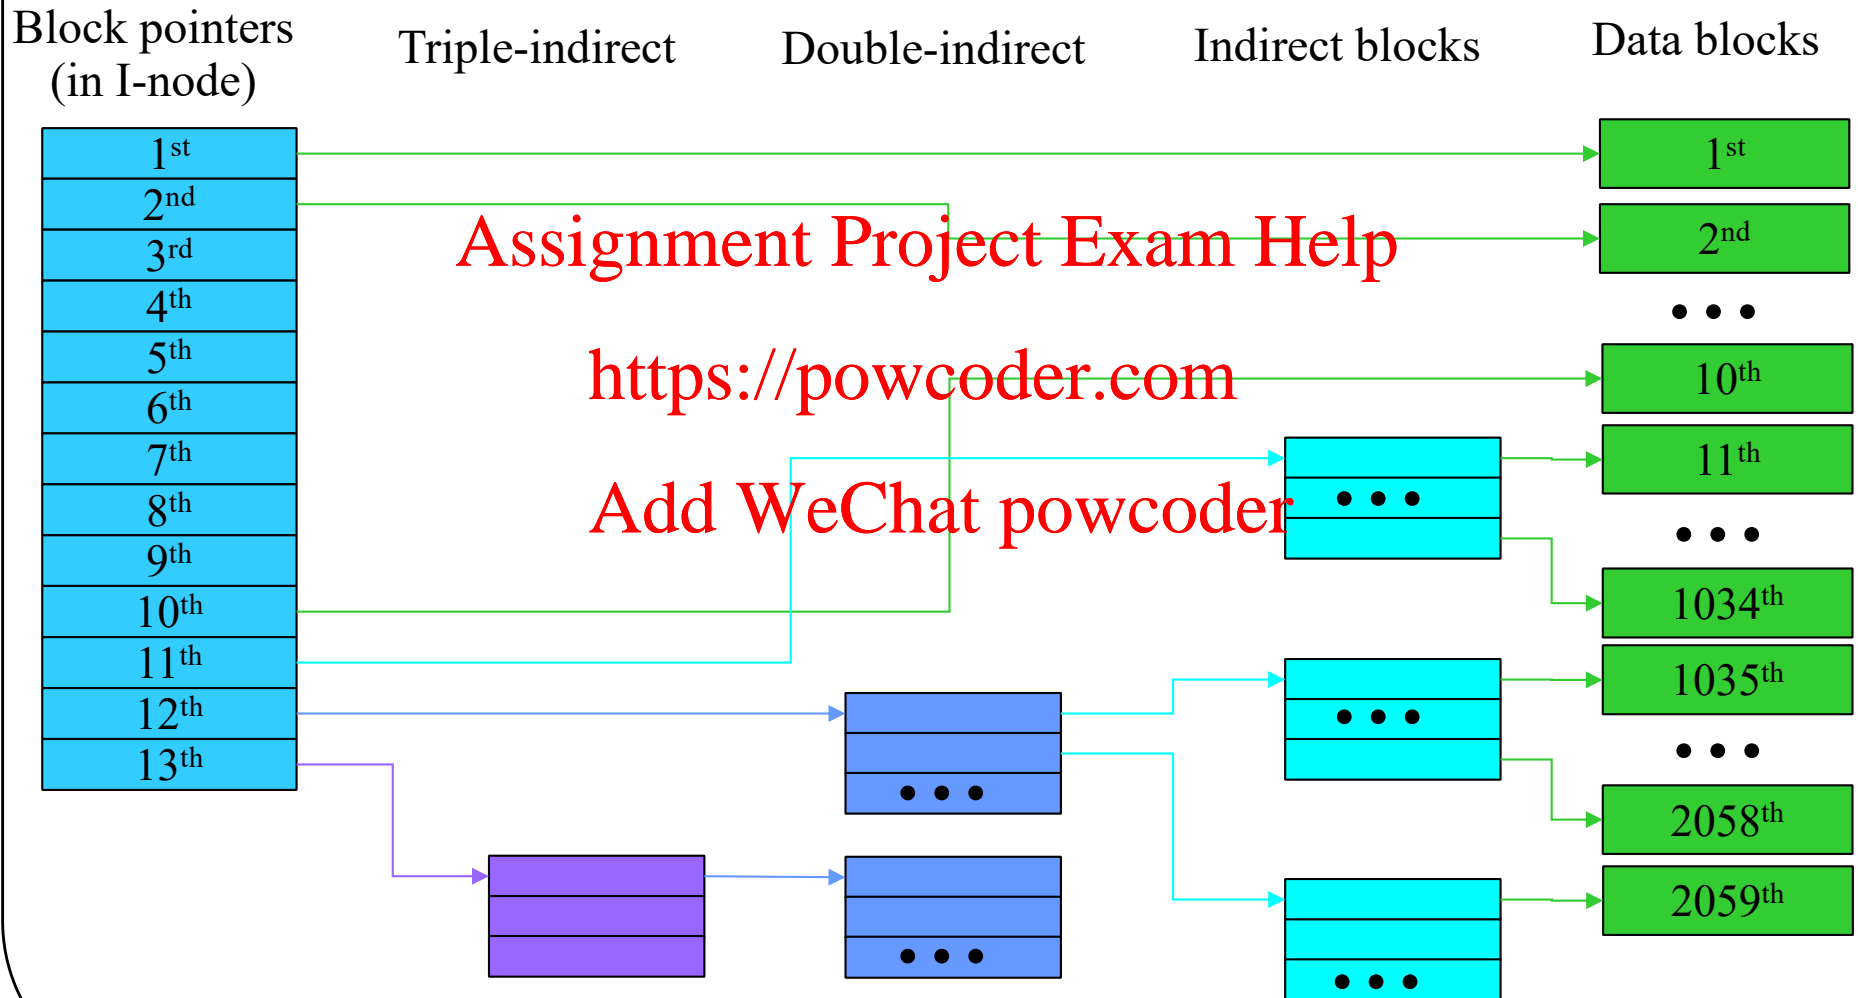 Block pointers
(in I-node)
Triple-indirect
Double-indirect
Indirect blocks
Data blocks
1st
2nd
3rd
4th
5th
6th
7th
8th
9th
10th
11th
12th
13th
Assignment Project Exam Help
https://powcoder.com
Add WeChat powcoder
• • •
• • •
• • •
• • •
• • •
1st
2nd
• • •
10th
11th
• • •
1034th
1035th
• • •
2058th
2059th